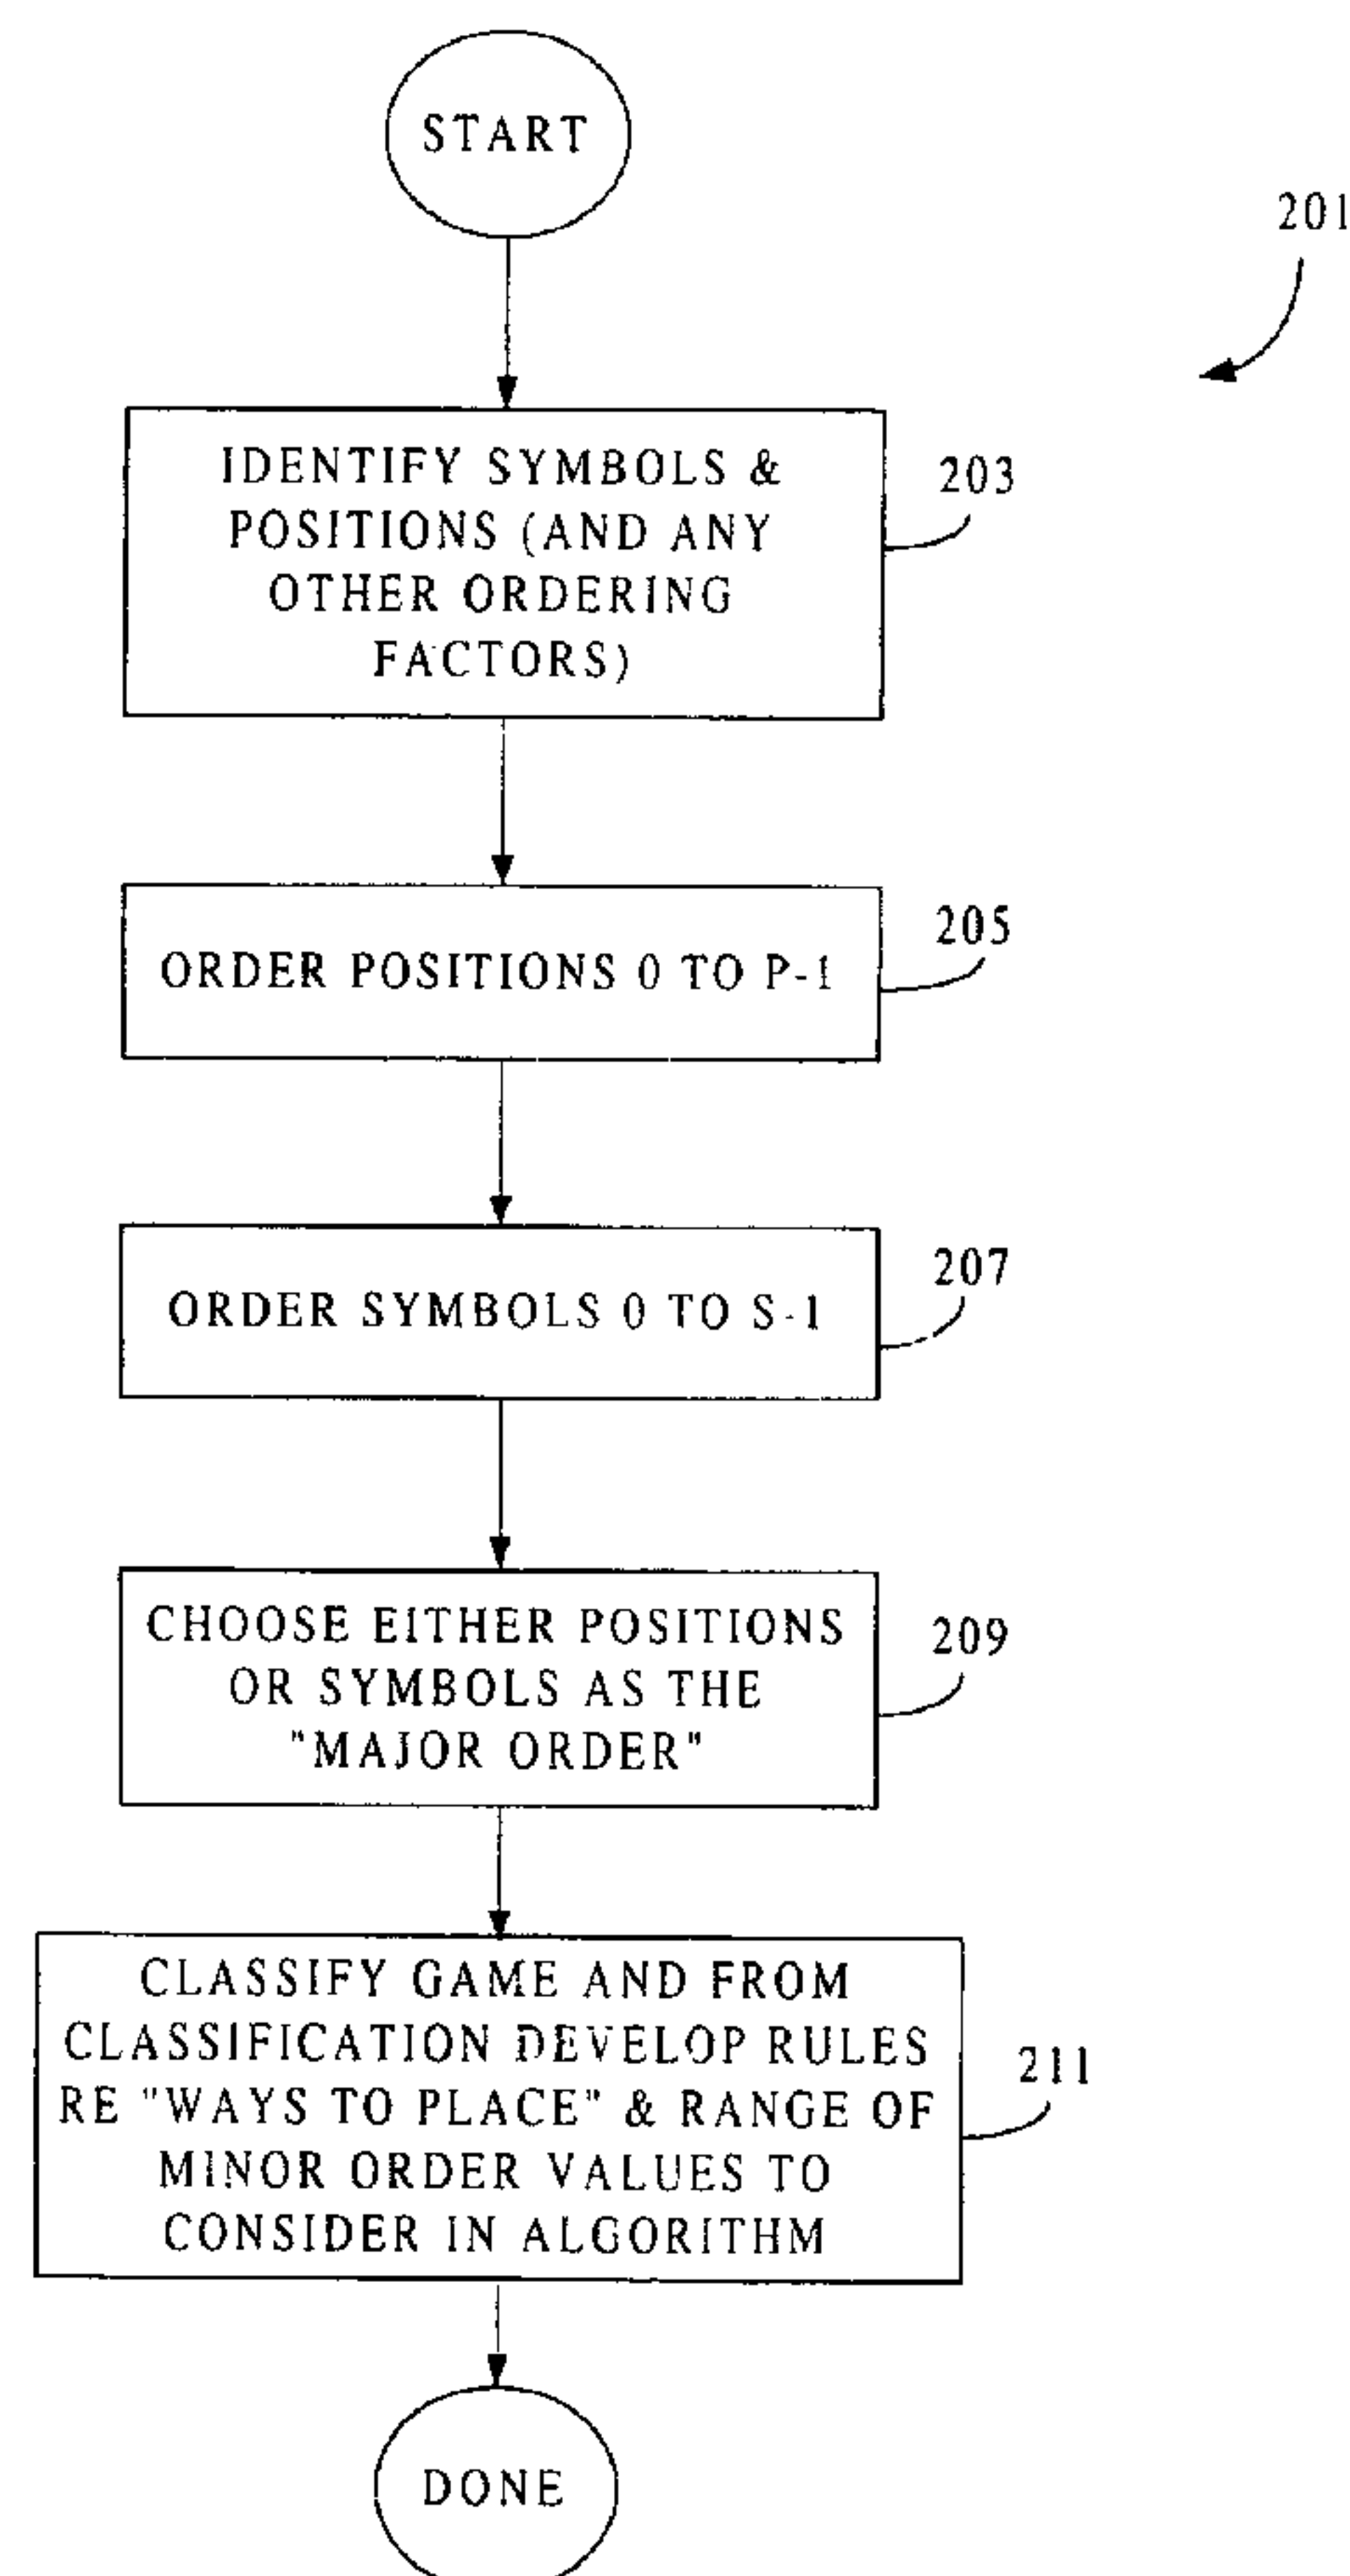 START
201
IDENTIFY SYMBOLS &
POSITIONS (AND ANY
OTHER ORDERING
FACTORS)
203
ORDER POSITIONS 0 TO P-1
205
ORDER SYMBOLS 0 TO S-1
207
CHOOSE EITHER POSITIONS
OR SYMBOLS AS THE
"MAJOR ORDER"
209
CLASSIFY GAME AND FROM
CLASSIFICATION DEVELOP RULES
RE "WAYS TO PLACE" & RANGE OF
MINOR ORDER VALUES TO
CONSIDER IN ALGORITHM
211
DONE